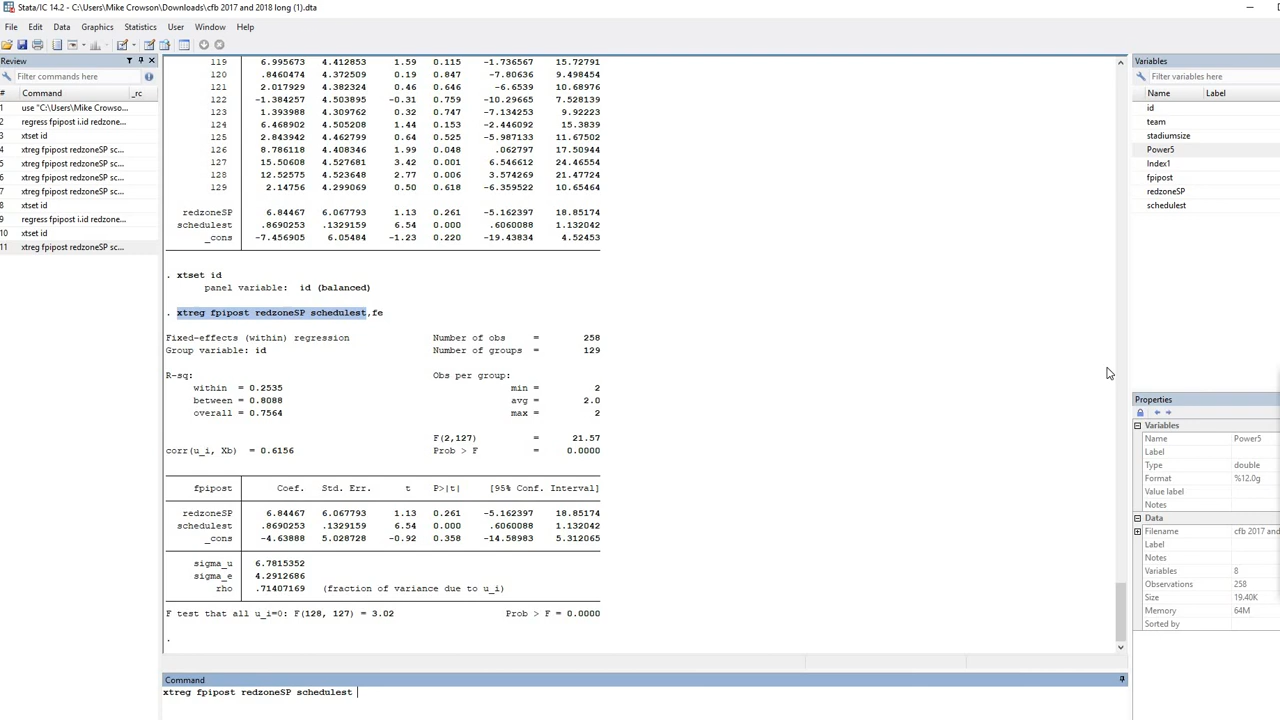 Stata/IC 14.2 - C:\Users\Mike Crowson\Downloads\cfb 2017 and 2018 long (1).dta
File Edit Data Graphics Statistics User Window Help
Review
Filter commands here
# Command _rc
1 use "C:\Users\Mike Crowso...
2 regress fpipost i.id redzone...
3 xtset id
4 xtreg fpipost redzoneSP sc...
5 xtreg fpipost redzoneSP sc...
6 xtreg fpipost redzoneSP sc...
7 xtreg fpipost redzoneSP sc...
8 xtset id
9 regress fpipost i.id redzone...
10 xtset id
11 xtreg fpipost redzoneSP sc...
119 6.995673 4.412853 1.59 0.115 -1.736567 15.72791
120 .8460474 4.372509 0.19 0.847 -7.80636 9.498454
121 2.017929 4.382324 0.46 0.646 -6.6539 10.68976
122 -1.384257 4.503895 -0.31 0.759 -10.29665 7.528139
123 1.393988 4.309762 0.32 0.747 -7.134253 9.92223
124 6.468902 4.505208 1.44 0.153 -2.446092 15.3839
125 2.843942 4.462799 0.64 0.525 -5.987133 11.67502
126 8.786118 4.408346 1.99 0.048 .062797 17.50944
127 15.50608 4.527681 3.42 0.001 6.546612 24.46554
128 12.52575 4.523648 2.77 0.006 3.574269 21.47724
129 2.14756 4.299069 0.50 0.618 -6.359522 10.65464
redzoneSP 6.84467 6.067793 1.13 0.261 -5.162397 18.85174
schedulest .8690253 .1329159 6.54 0.000 .6060088 1.132042
_cons -7.456905 6.05484 -1.23 0.220 -19.43834 4.52453
. xtset id
panel variable: id (balanced)
. xtreg fpipost redzoneSP schedulest,fe
Fixed-effects (within) regression Number of obs = 258
Group variable: id Number of groups = 129
R-sq: Obs per group:
within = 0.2535 min = 2
between = 0.8088 avg = 2.0
overall = 0.7564 max = 2
F(2,127) = 21.57
corr(u_i, Xb) = 0.6156 Prob > F = 0.0000
fpipost Coef. Std. Err. t P>|t| [95% Conf. Interval]
redzoneSP 6.84467 6.067793 1.13 0.261 -5.162397 18.85174
schedulest .8690253 .1329159 6.54 0.000 .6060088 1.132042
_cons -4.63888 5.028728 -0.92 0.358 -14.58983 5.312065
sigma_u 6.7815352
sigma_e 4.2912686
rho .71407169 (fraction of variance due to u_i)
F test that all u_i=0: F(128, 127) = 3.02 Prob > F = 0.0000
.
Command
xtreg fpipost redzoneSP schedulest
Variables
Filter variables here
Name Label
id
team
stadiumsize
Power5
Index1
fpipost
redzoneSP
schedulest
Properties
Variables
Name Power5
Label
Type double
Format %12.0g
Value label
Notes
Data
Filename cfb 2017 and
Label
Notes
Variables 8
Observations 258
Size 19.40K
Memory 64M
Sorted by